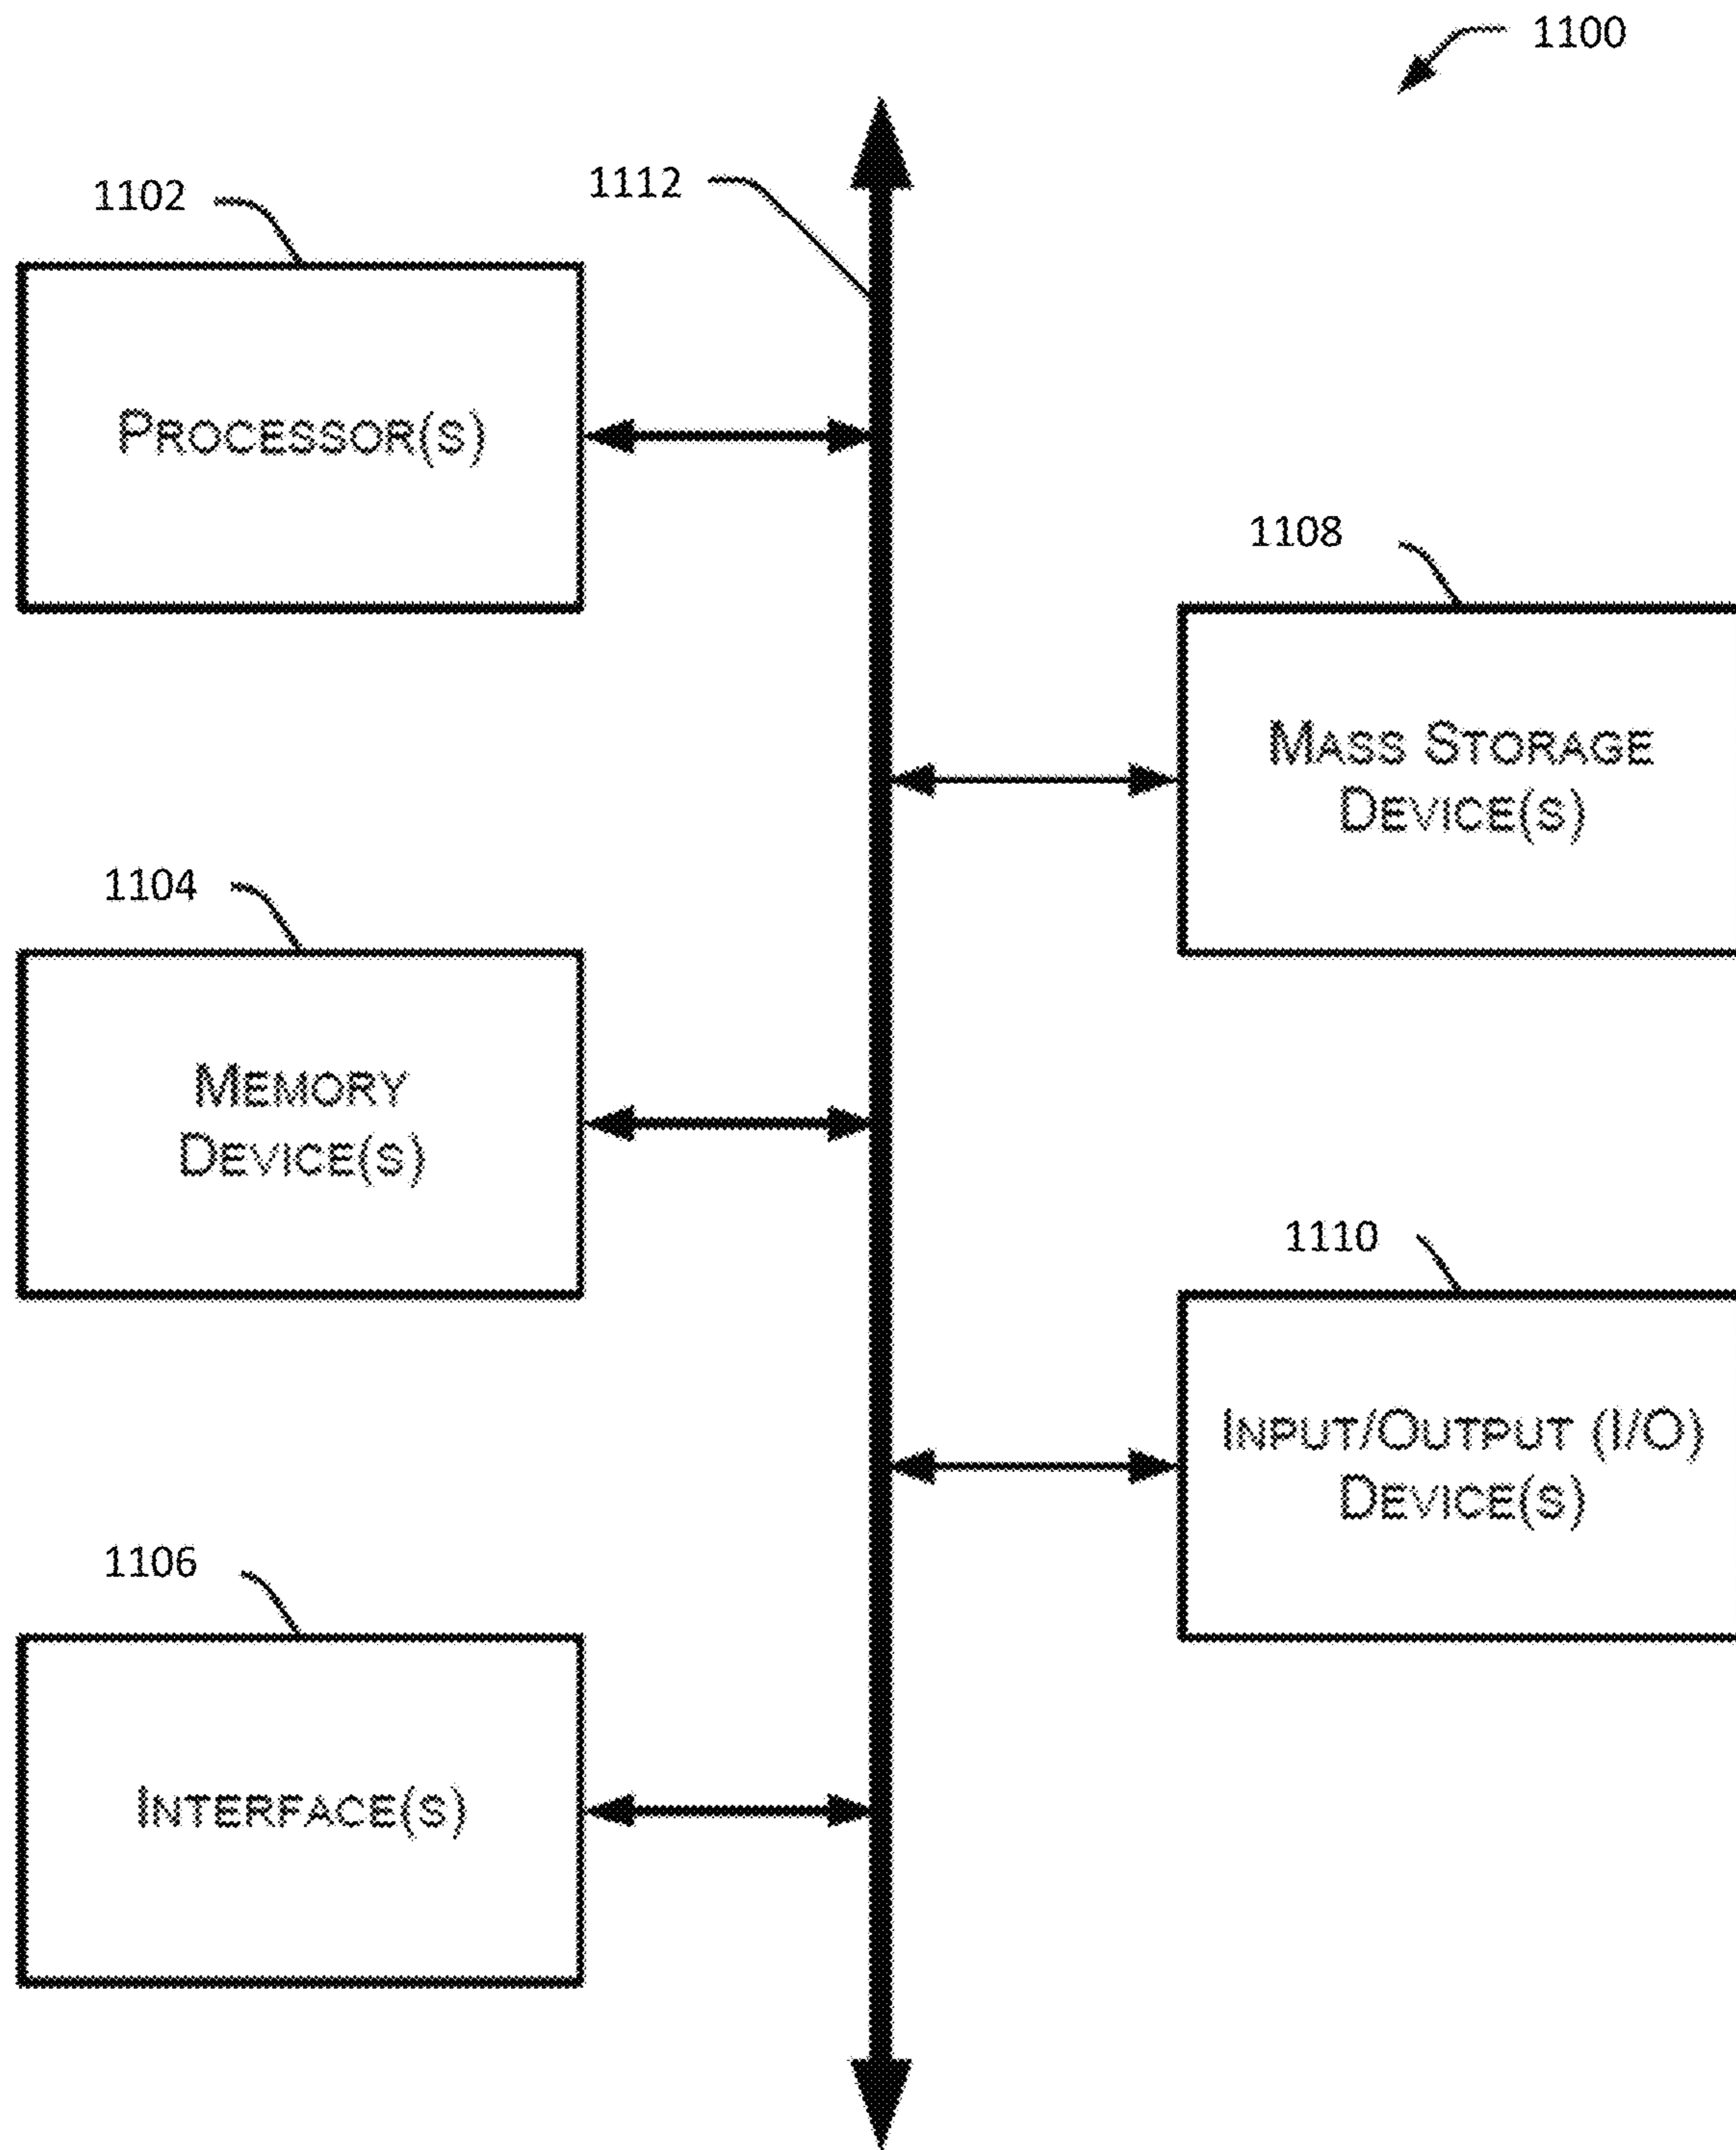 1100
1102
1112
PROCESSOR(S)
1108
MASS STORAGE
DEVICE(S)
1104
MEMORY
DEVICE(S)
1110
INPUT/OUTPUT (I/O)
DEVICE(S)
1106
INTERFACE(S)